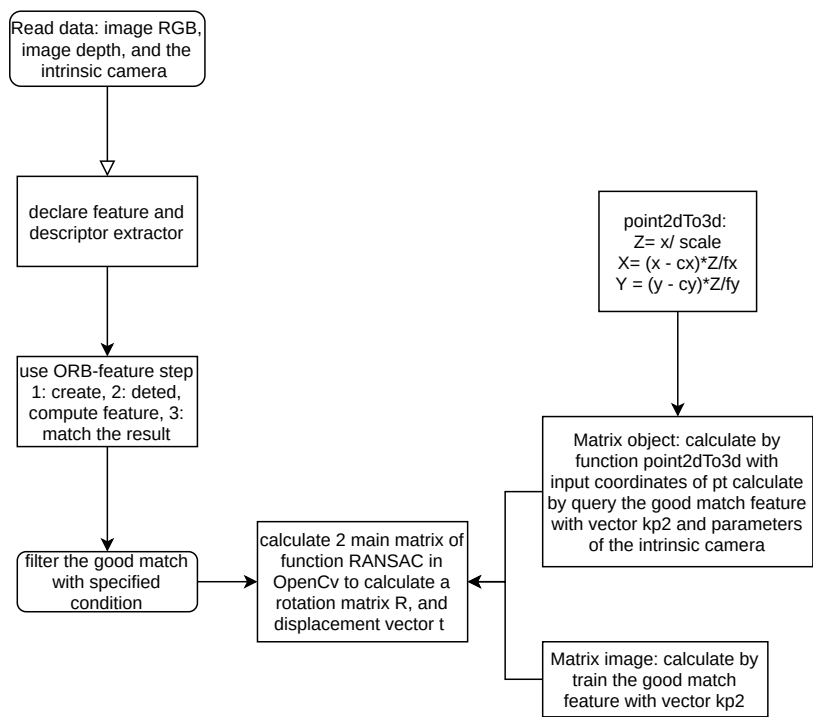 Read data: image RGB,
image depth, and the
intrinsic camera
declare feature and
descriptor extractor
use ORB-feature step
1: create, 2: deted,
compute feature, 3:
match the result
filter the good match
with specified
condition
calculate 2 main matrix of
function RANSAC in
OpenCv to calculate a
rotation matrix R, and
displacement vector t
point2dTo3d:
Z= x/ scale
X= (x - cx)*Z/fx
Y = (y - cy)*Z/fy
Matrix object: calculate by
function point2dTo3d with
input coordinates of pt calculate
by query the good match feature
with vector kp2 and parameters
of the intrinsic camera
Matrix image: calculate by
train the good match
feature with vector kp2